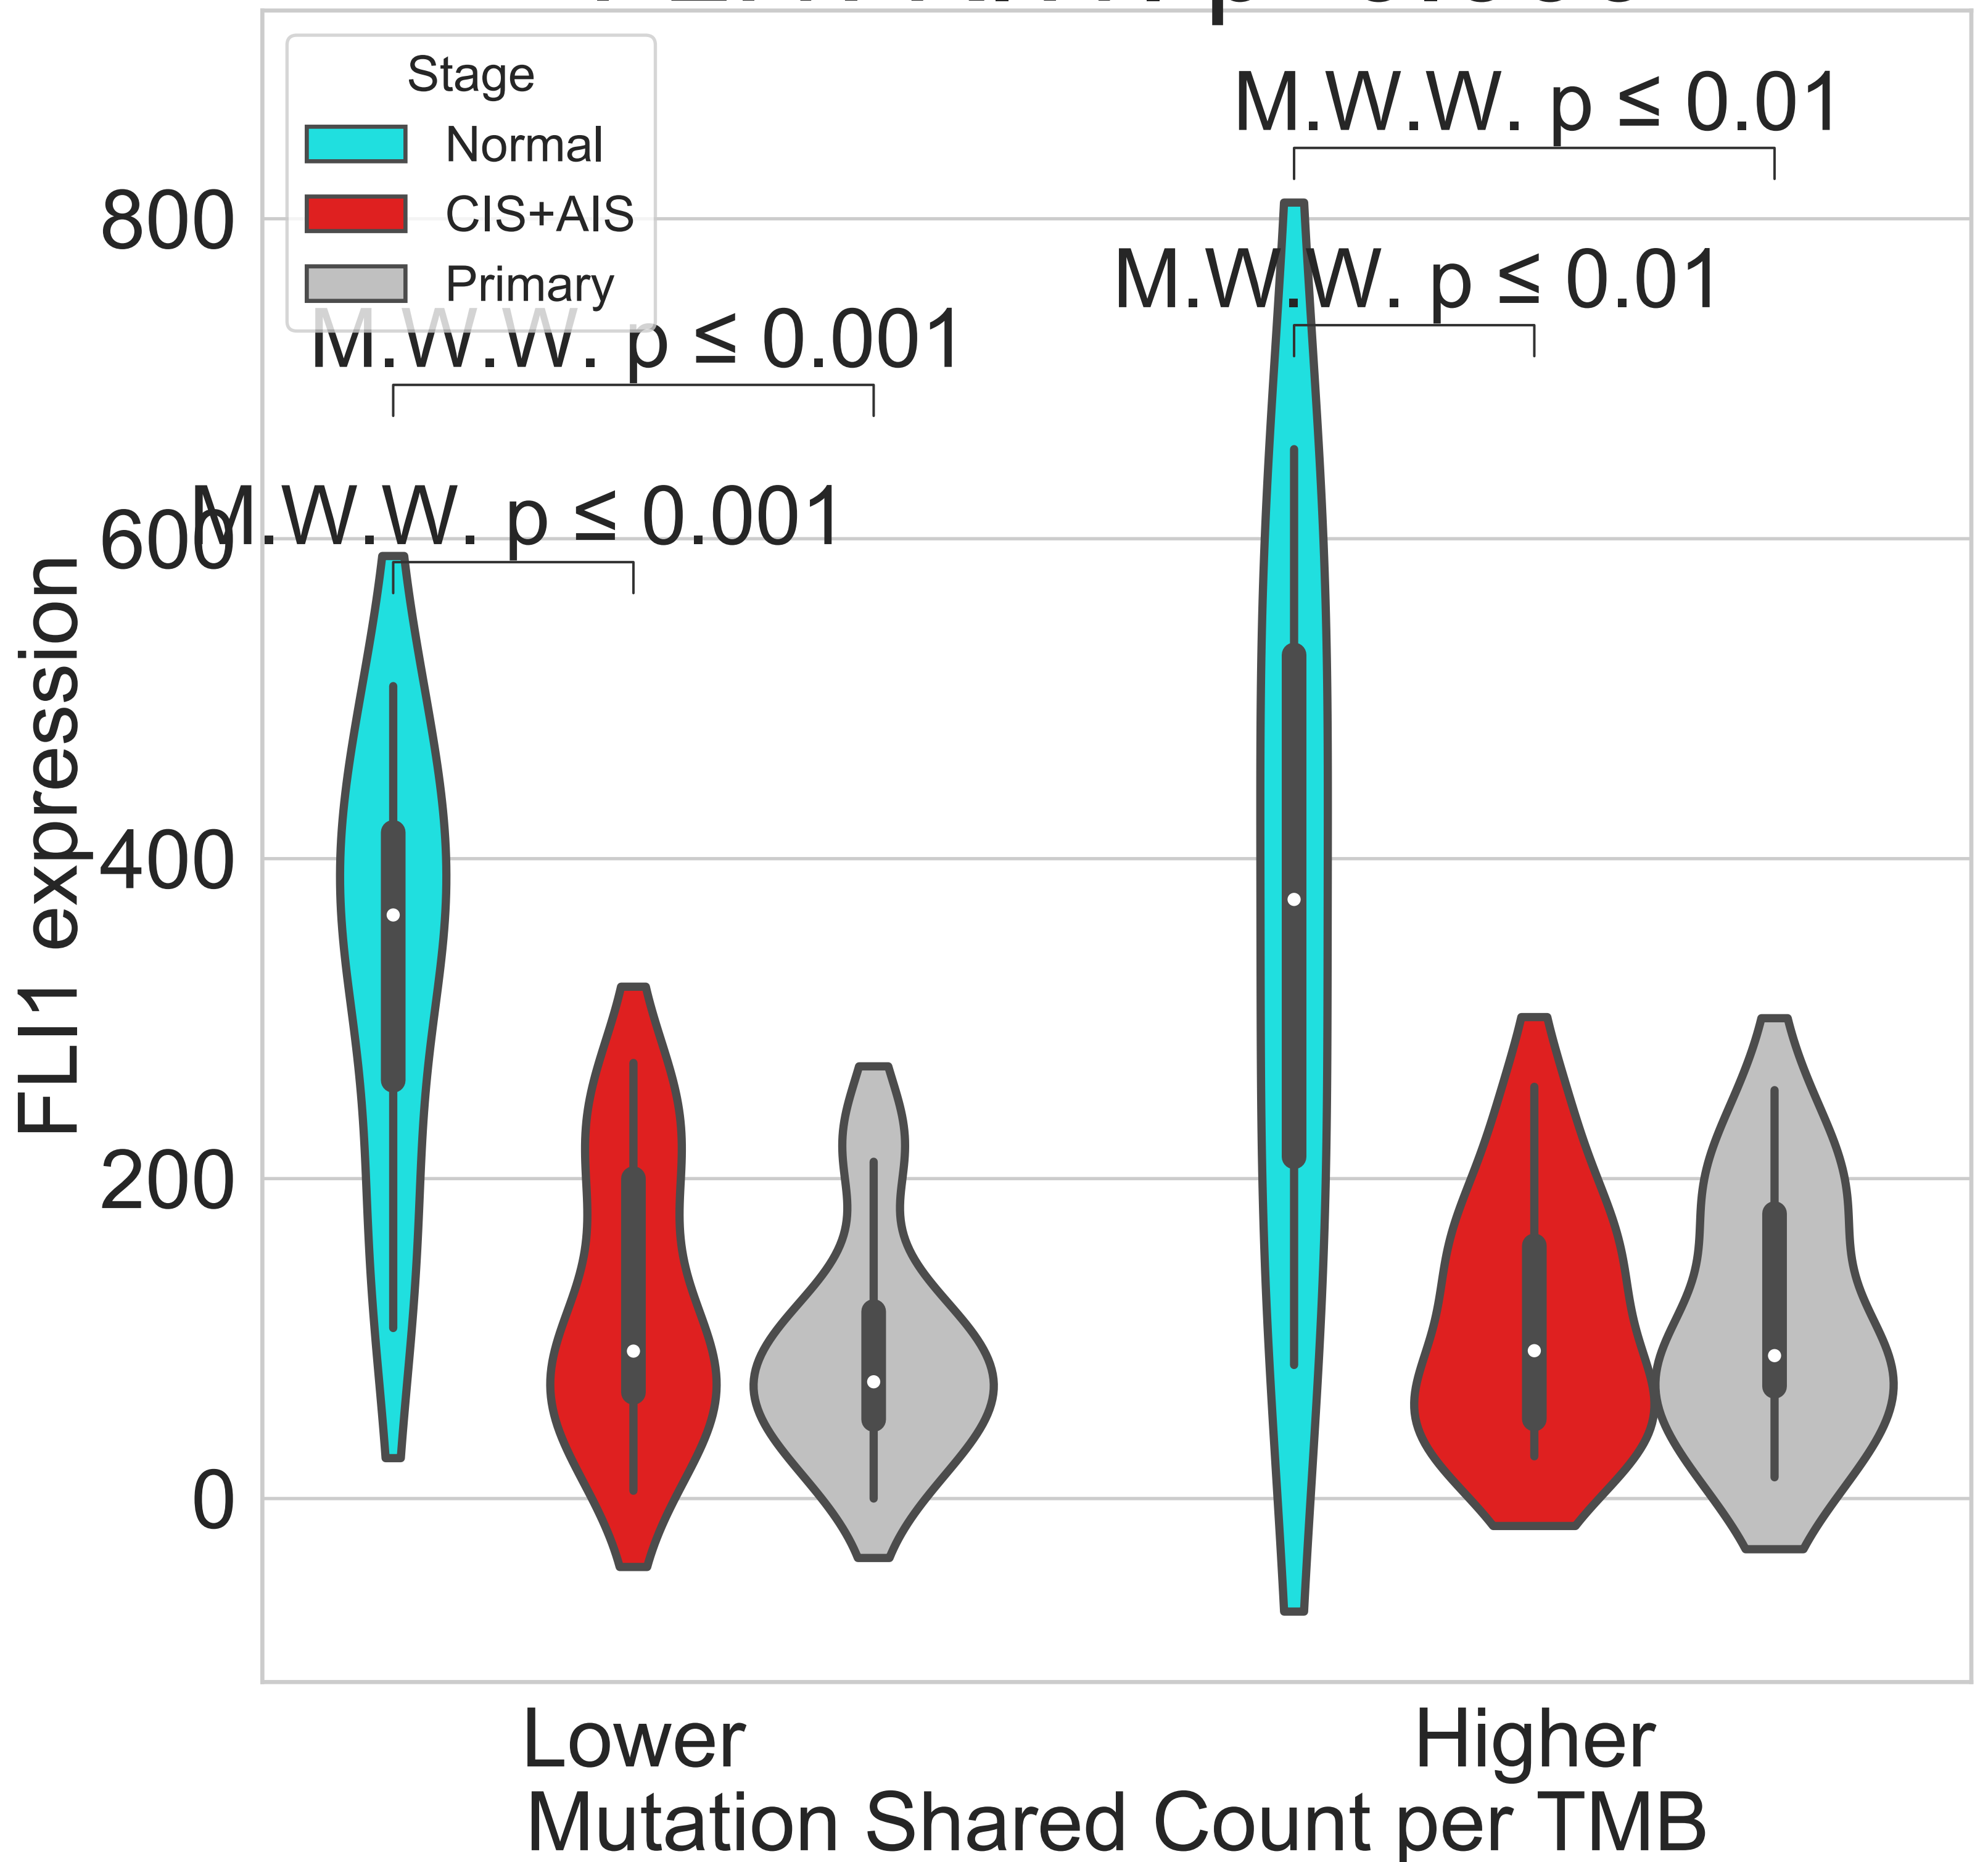 Stage
Normal
CIS+AIS
Primary
M.W.W. p ≤ 0.01
M.W.W. p ≤ 0.01
M.W.W. p ≤ 0.001
M.W.W. p ≤ 0.001
800
600
400
200
0
FLI1 expression
Lower
Higher
Mutation Shared Count per TMB